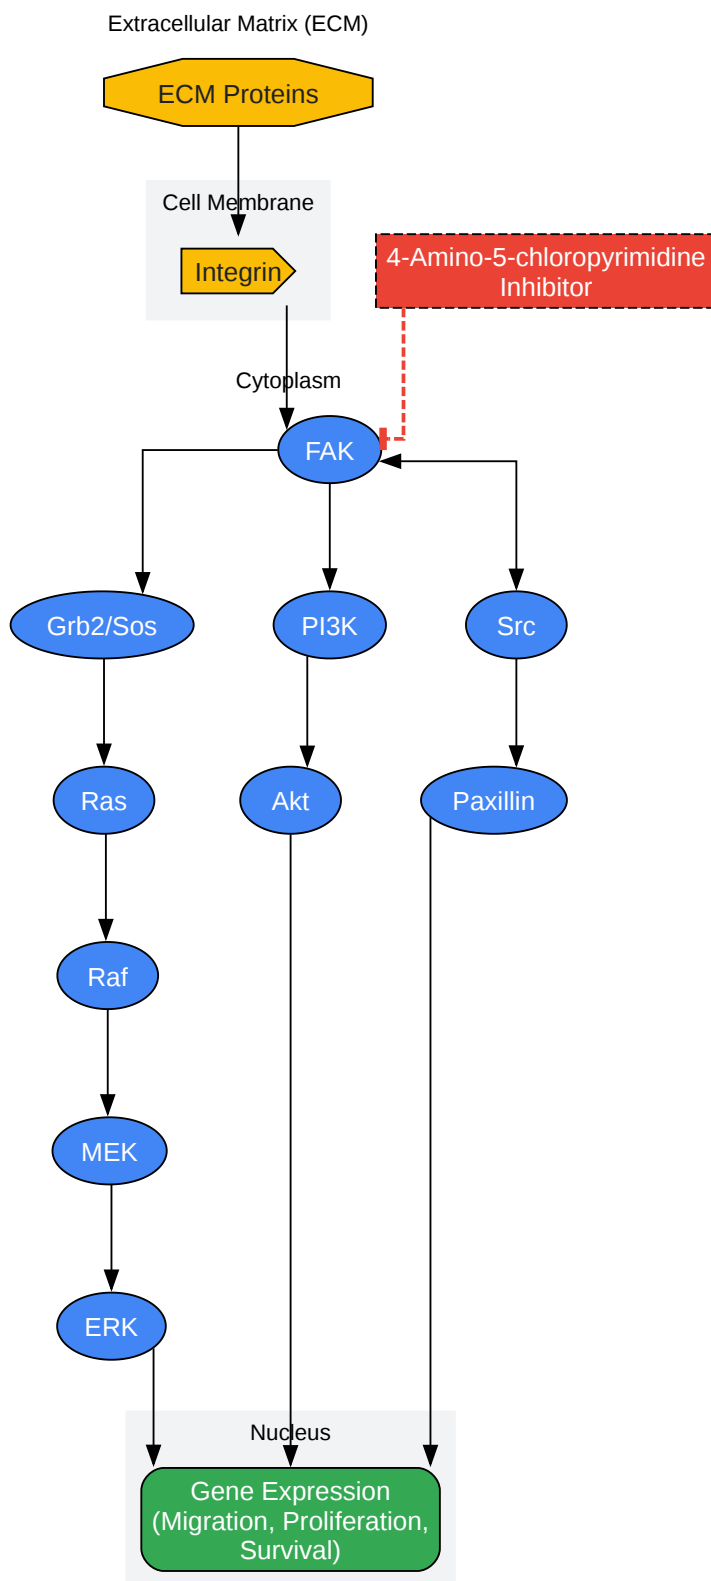 Extracellular Matrix (ECM)
ECM Proteins
Cell Membrane
Integrin
4-Amino-5-chloropyrimidine
Inhibitor
Cytoplasm
FAK
Grb2/Sos
PI3K
Src
Ras
Akt
Paxillin
Raf
MEK
ERK
Nucleus
Gene Expression
(Migration, Proliferation,
Survival)